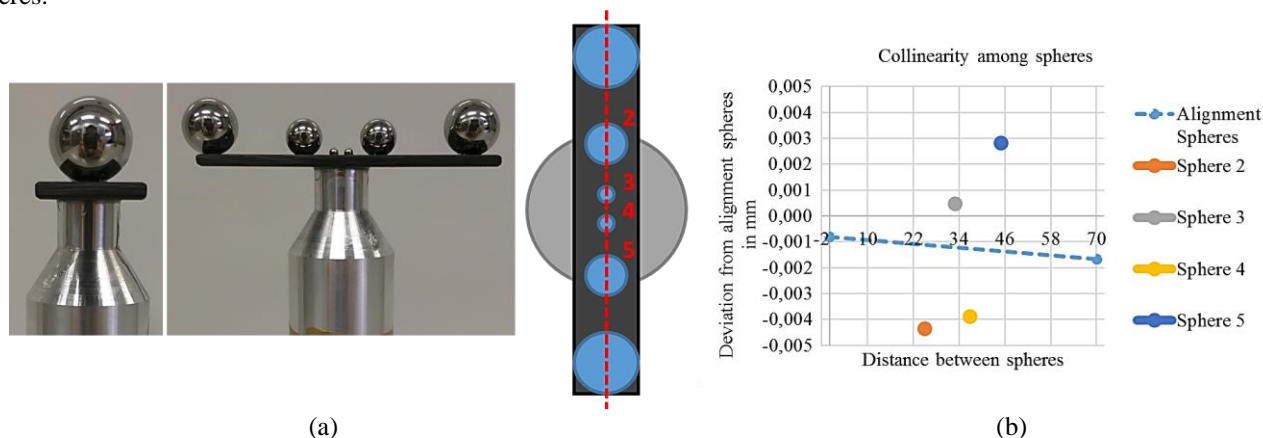 eres.
2
3
4
5
Collinearity among spheres
Deviation from alignment spheres
in mm
0,005
0,004
0,003
0,002
0,001
0,000
-0,001
-0,002
-0,003
-0,004
-0,005
-2 10 22 34 46 58 70
Distance between spheres
Alignment
Spheres
Sphere 2
Sphere 3
Sphere 4
Sphere 5
(a)
(b)